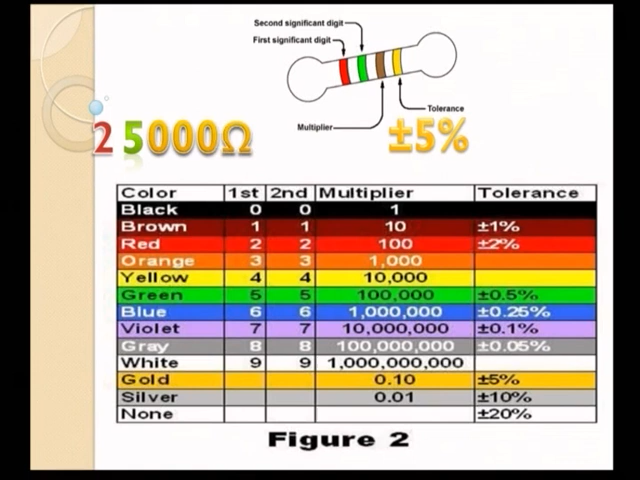 Second significant digit
First significant digit
Tolerance
Multiplier
25000Ω
±5%
Color 1st 2nd Multiplier Tolerance
Black 0 0 1
Brown 1 1 10 ±1%
Red 2 2 100 ±2%
Orange 3 3 1,000
Yellow 4 4 10,000
Green 5 5 100,000 ±0.5%
Blue 6 6 1,000,000 ±0.25%
Violet 7 7 10,000,000 ±0.1%
Gray 8 8 100,000,000 ±0.05%
White 9 9 1,000,000,000
Gold 0.10 ±5%
Silver 0.01 ±10%
None ±20%
Figure 2